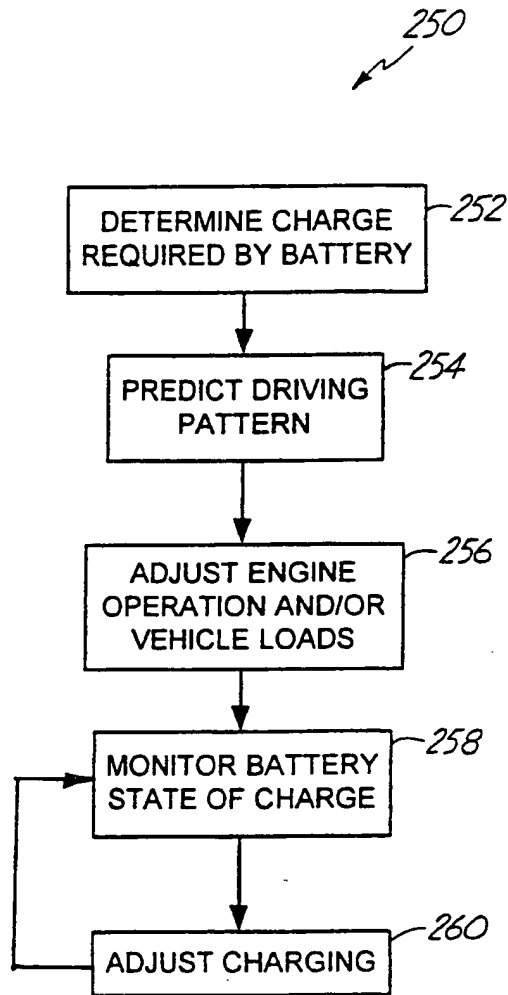 250
DETERMINE CHARGE
REQUIRED BY BATTERY
252
PREDICT DRIVING
PATTERN
254
ADJUST ENGINE
OPERATION AND/OR
VEHICLE LOADS
256
MONITOR BATTERY
STATE OF CHARGE
258
ADJUST CHARGING
260